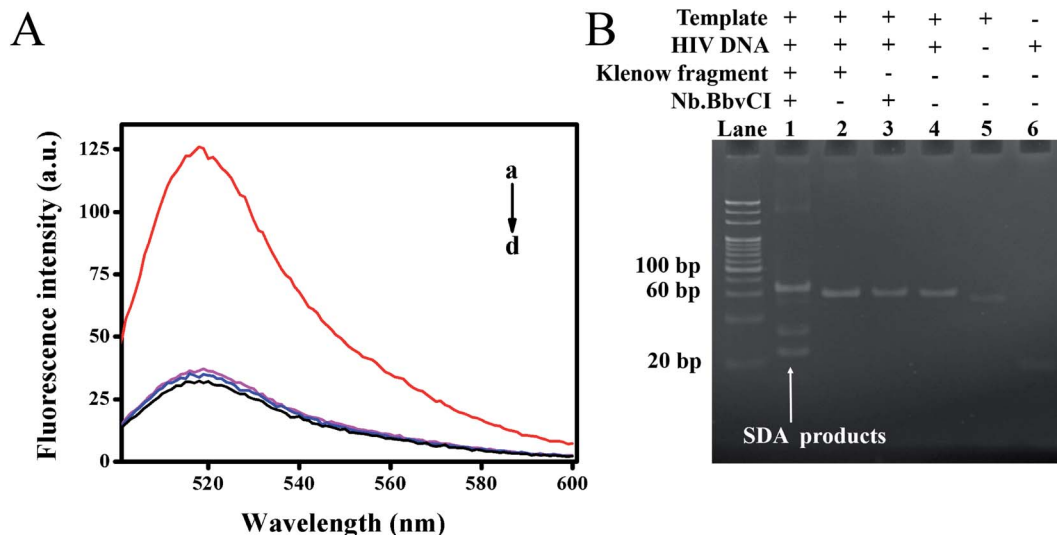 A
Fluorescence intensity (a.u.)
125
100
75
50
25
0
a
d
520 540 560 580 600
Wavelength (nm)
B
Template + + + + + -
HIV DNA + + + + - +
Klenow fragment + + - - - -
Nb.BbvCI + - + - - -
Lane 1 2 3 4 5 6
100 bp
60 bp
20 bp
SDA products